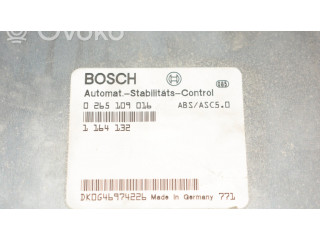 OVOKO
BOSCH
Automat.-Stabilitäts-Control
0 265 109 016 ABS/ASC5.0
1 164 132
DK0G46974226 Made in Germany 771